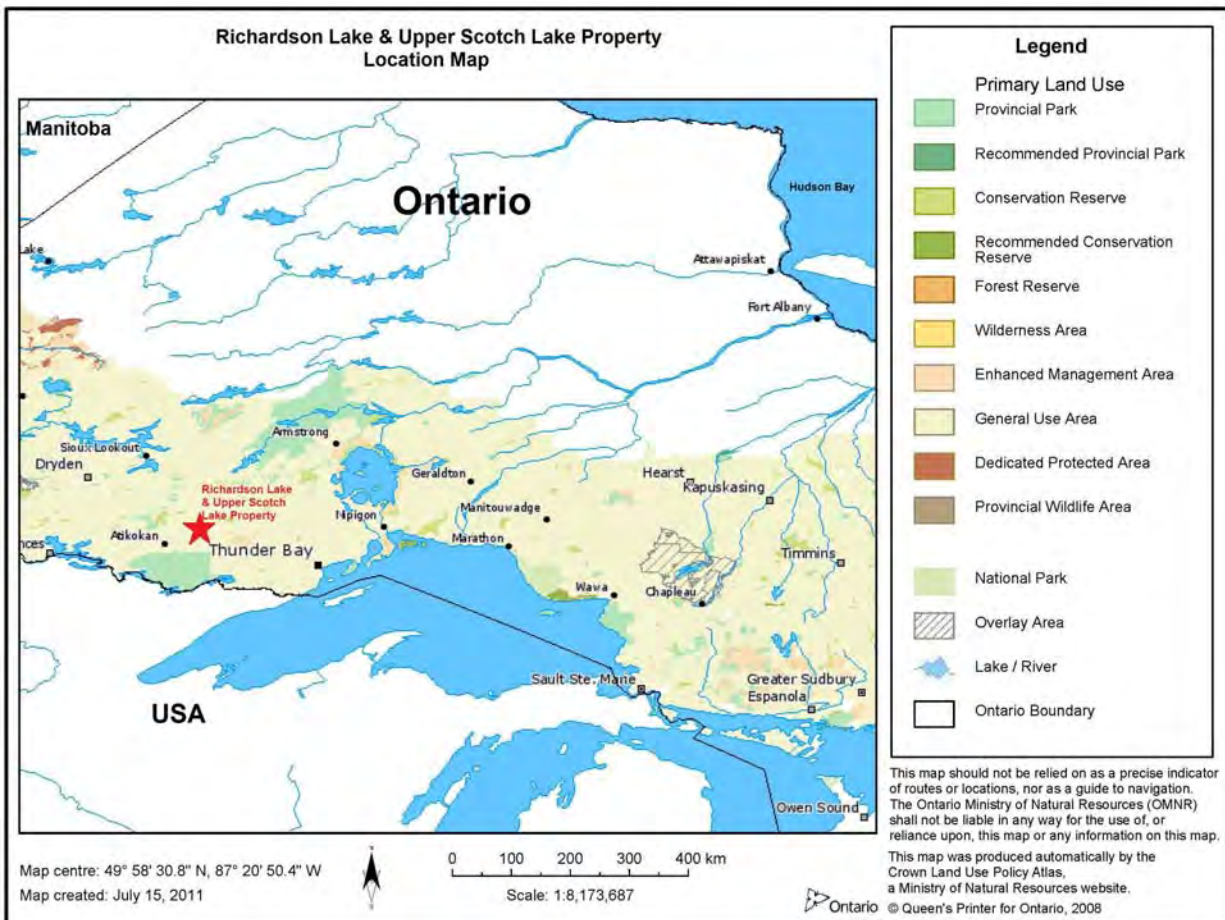 Richardson Lake & Upper Scotch Lake Property
Location Map
Manitoba
Ontario
Hudson Bay
ake
Attawapiskat
Fort Albany
Armstrong
Sioux Lookout
Dryden
Geraldton
Hearst
Kapuskasing
Richardson Lake
& Upper Scotch
Lake Property
Nipigon
Manitouwadge
Atikokan
nces
Thunder Bay
Marathon
Timmins
Wawa
Chapleau
Sault Ste. Marie
Greater Sudbury
Espanola
USA
Owen Sound
Legend
Primary Land Use
Provincial Park
Recommended Provincial Park
Conservation Reserve
Recommended Conservation
Reserve
Forest Reserve
Wilderness Area
Enhanced Management Area
General Use Area
Dedicated Protected Area
Provincial Wildlife Area
National Park
Overlay Area
Lake / River
Ontario Boundary
This map should not be relied on as a precise indicator
of routes or locations, nor as a guide to navigation.
The Ontario Ministry of Natural Resources (OMNR)
shall not be liable in any way for the use of, or
reliance upon, this map or any information on this map.
This map was produced automatically by the
Crown Land Use Policy Atlas,
a Ministry of Natural Resources website.
Ontario © Queen's Printer for Ontario, 2008
Map centre: 49° 58' 30.8" N, 87° 20' 50.4" W
Map created: July 15, 2011
0 100 200 300 400 km
Scale: 1:8,173,687